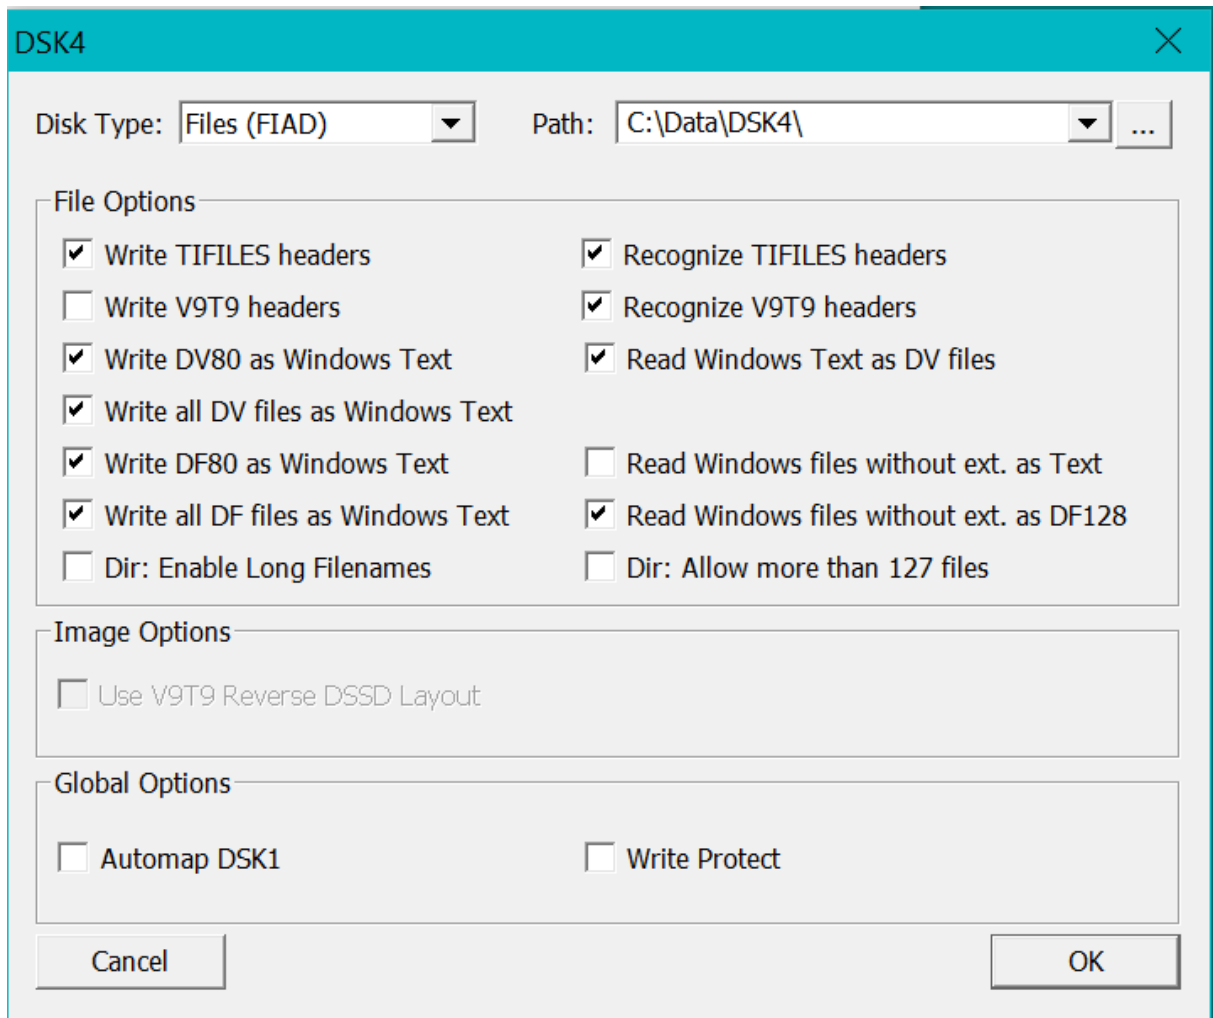 DSK4
Disk Type: Files (FIAD) Path: C:\Data\DSK4\ ...
File Options
Write TIFILES headers Recognize TIFILES headers
Write V9T9 headers Recognize V9T9 headers
Write DV80 as Windows Text Read Windows Text as DV files
Write all DV files as Windows Text
Write DF80 as Windows Text Read Windows files without ext. as Text
Write all DF files as Windows Text Read Windows files without ext. as DF128
Dir: Enable Long Filenames Dir: Allow more than 127 files
Image Options
Use V9T9 Reverse DSSD Layout
Global Options
Automap DSK1 Write Protect
Cancel OK